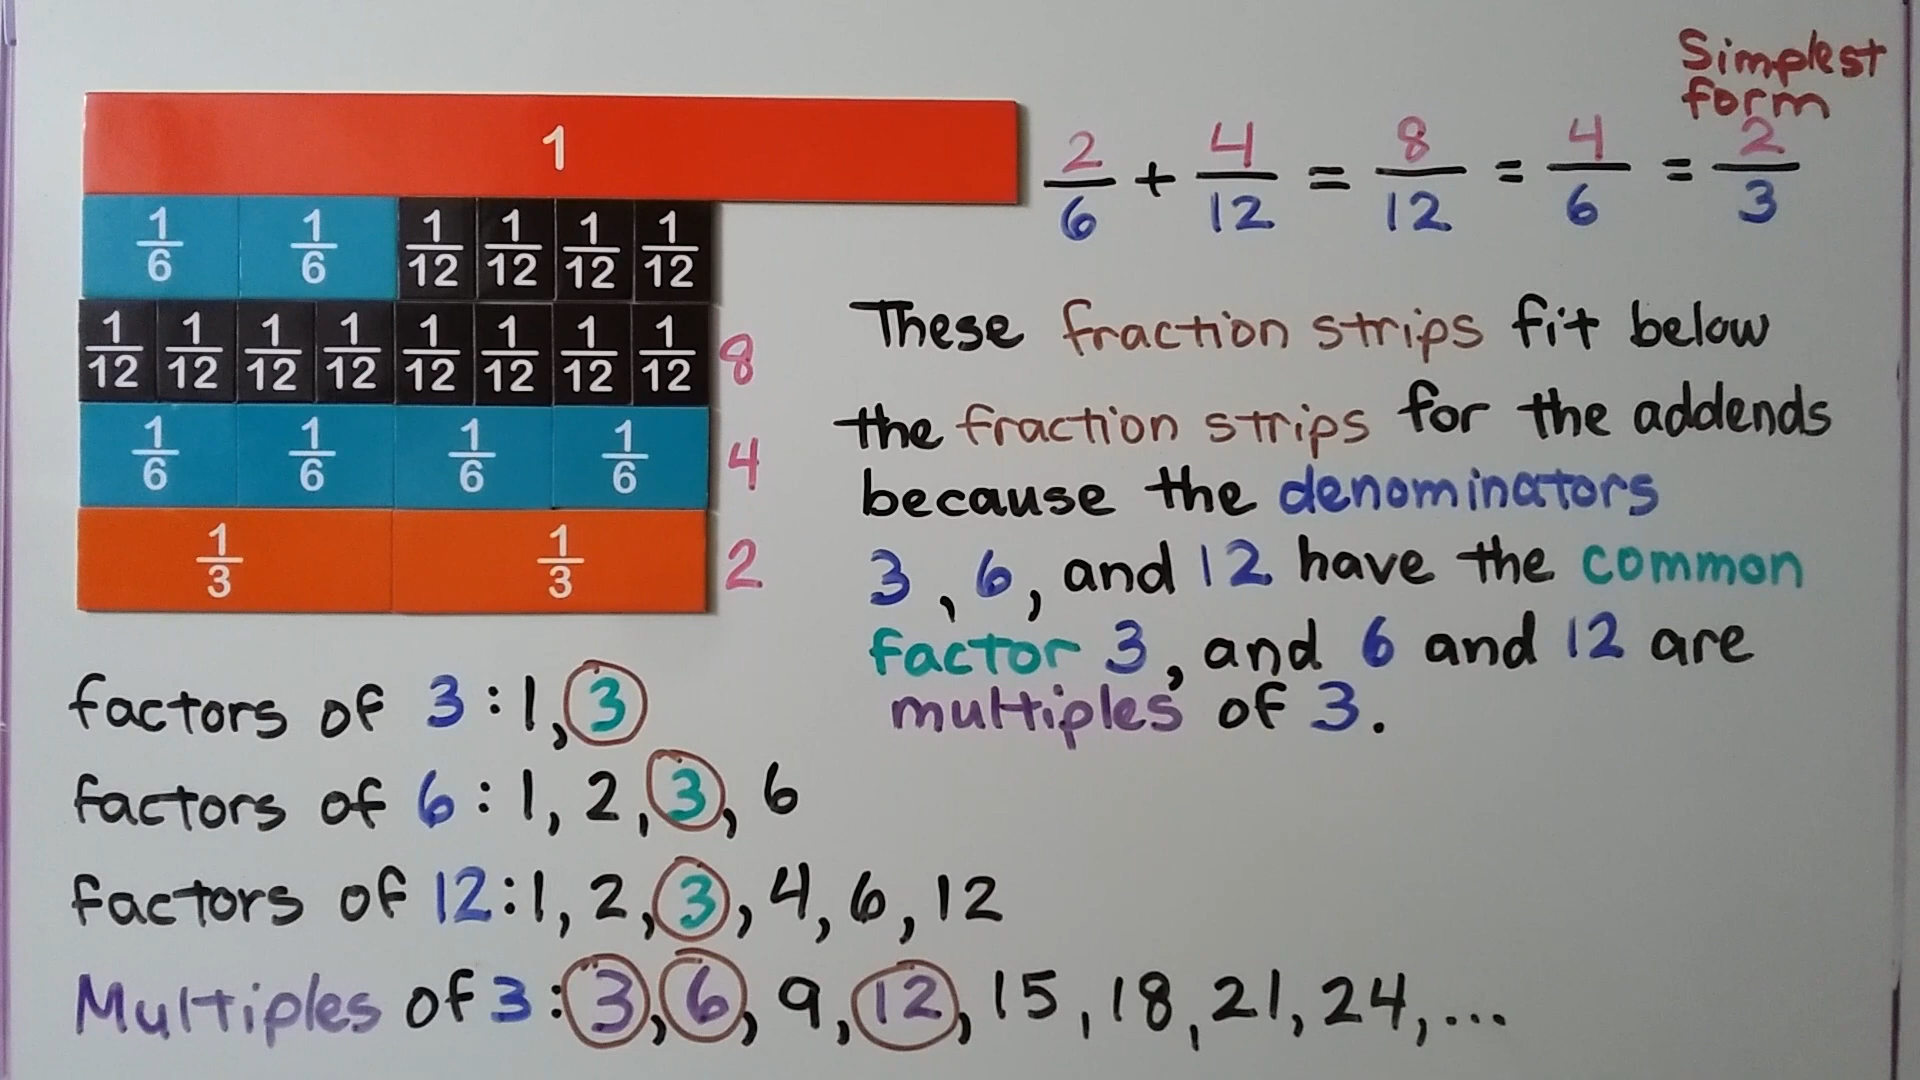 Simplest
form
1
2/6 + 4/12 = 8/12 = 4/6 = 2/3
1/6 1/6 1/12 1/12 1/12 1/12
1/12 1/12 1/12 1/12 1/12 1/12 1/12 1/12 8
1/6 1/6 1/6 1/6 4
1/3 1/3 2
These fraction strips fit below
the fraction strips for the addends
because the denominators
3, 6, and 12 have the common
factor 3, and 6 and 12 are
multiples of 3.
factors of 3: 1, 3
factors of 6: 1, 2, 3, 6
factors of 12: 1, 2, 3, 4, 6, 12
Multiples of 3: 3, 6, 9, 12, 15, 18, 21, 24, ...